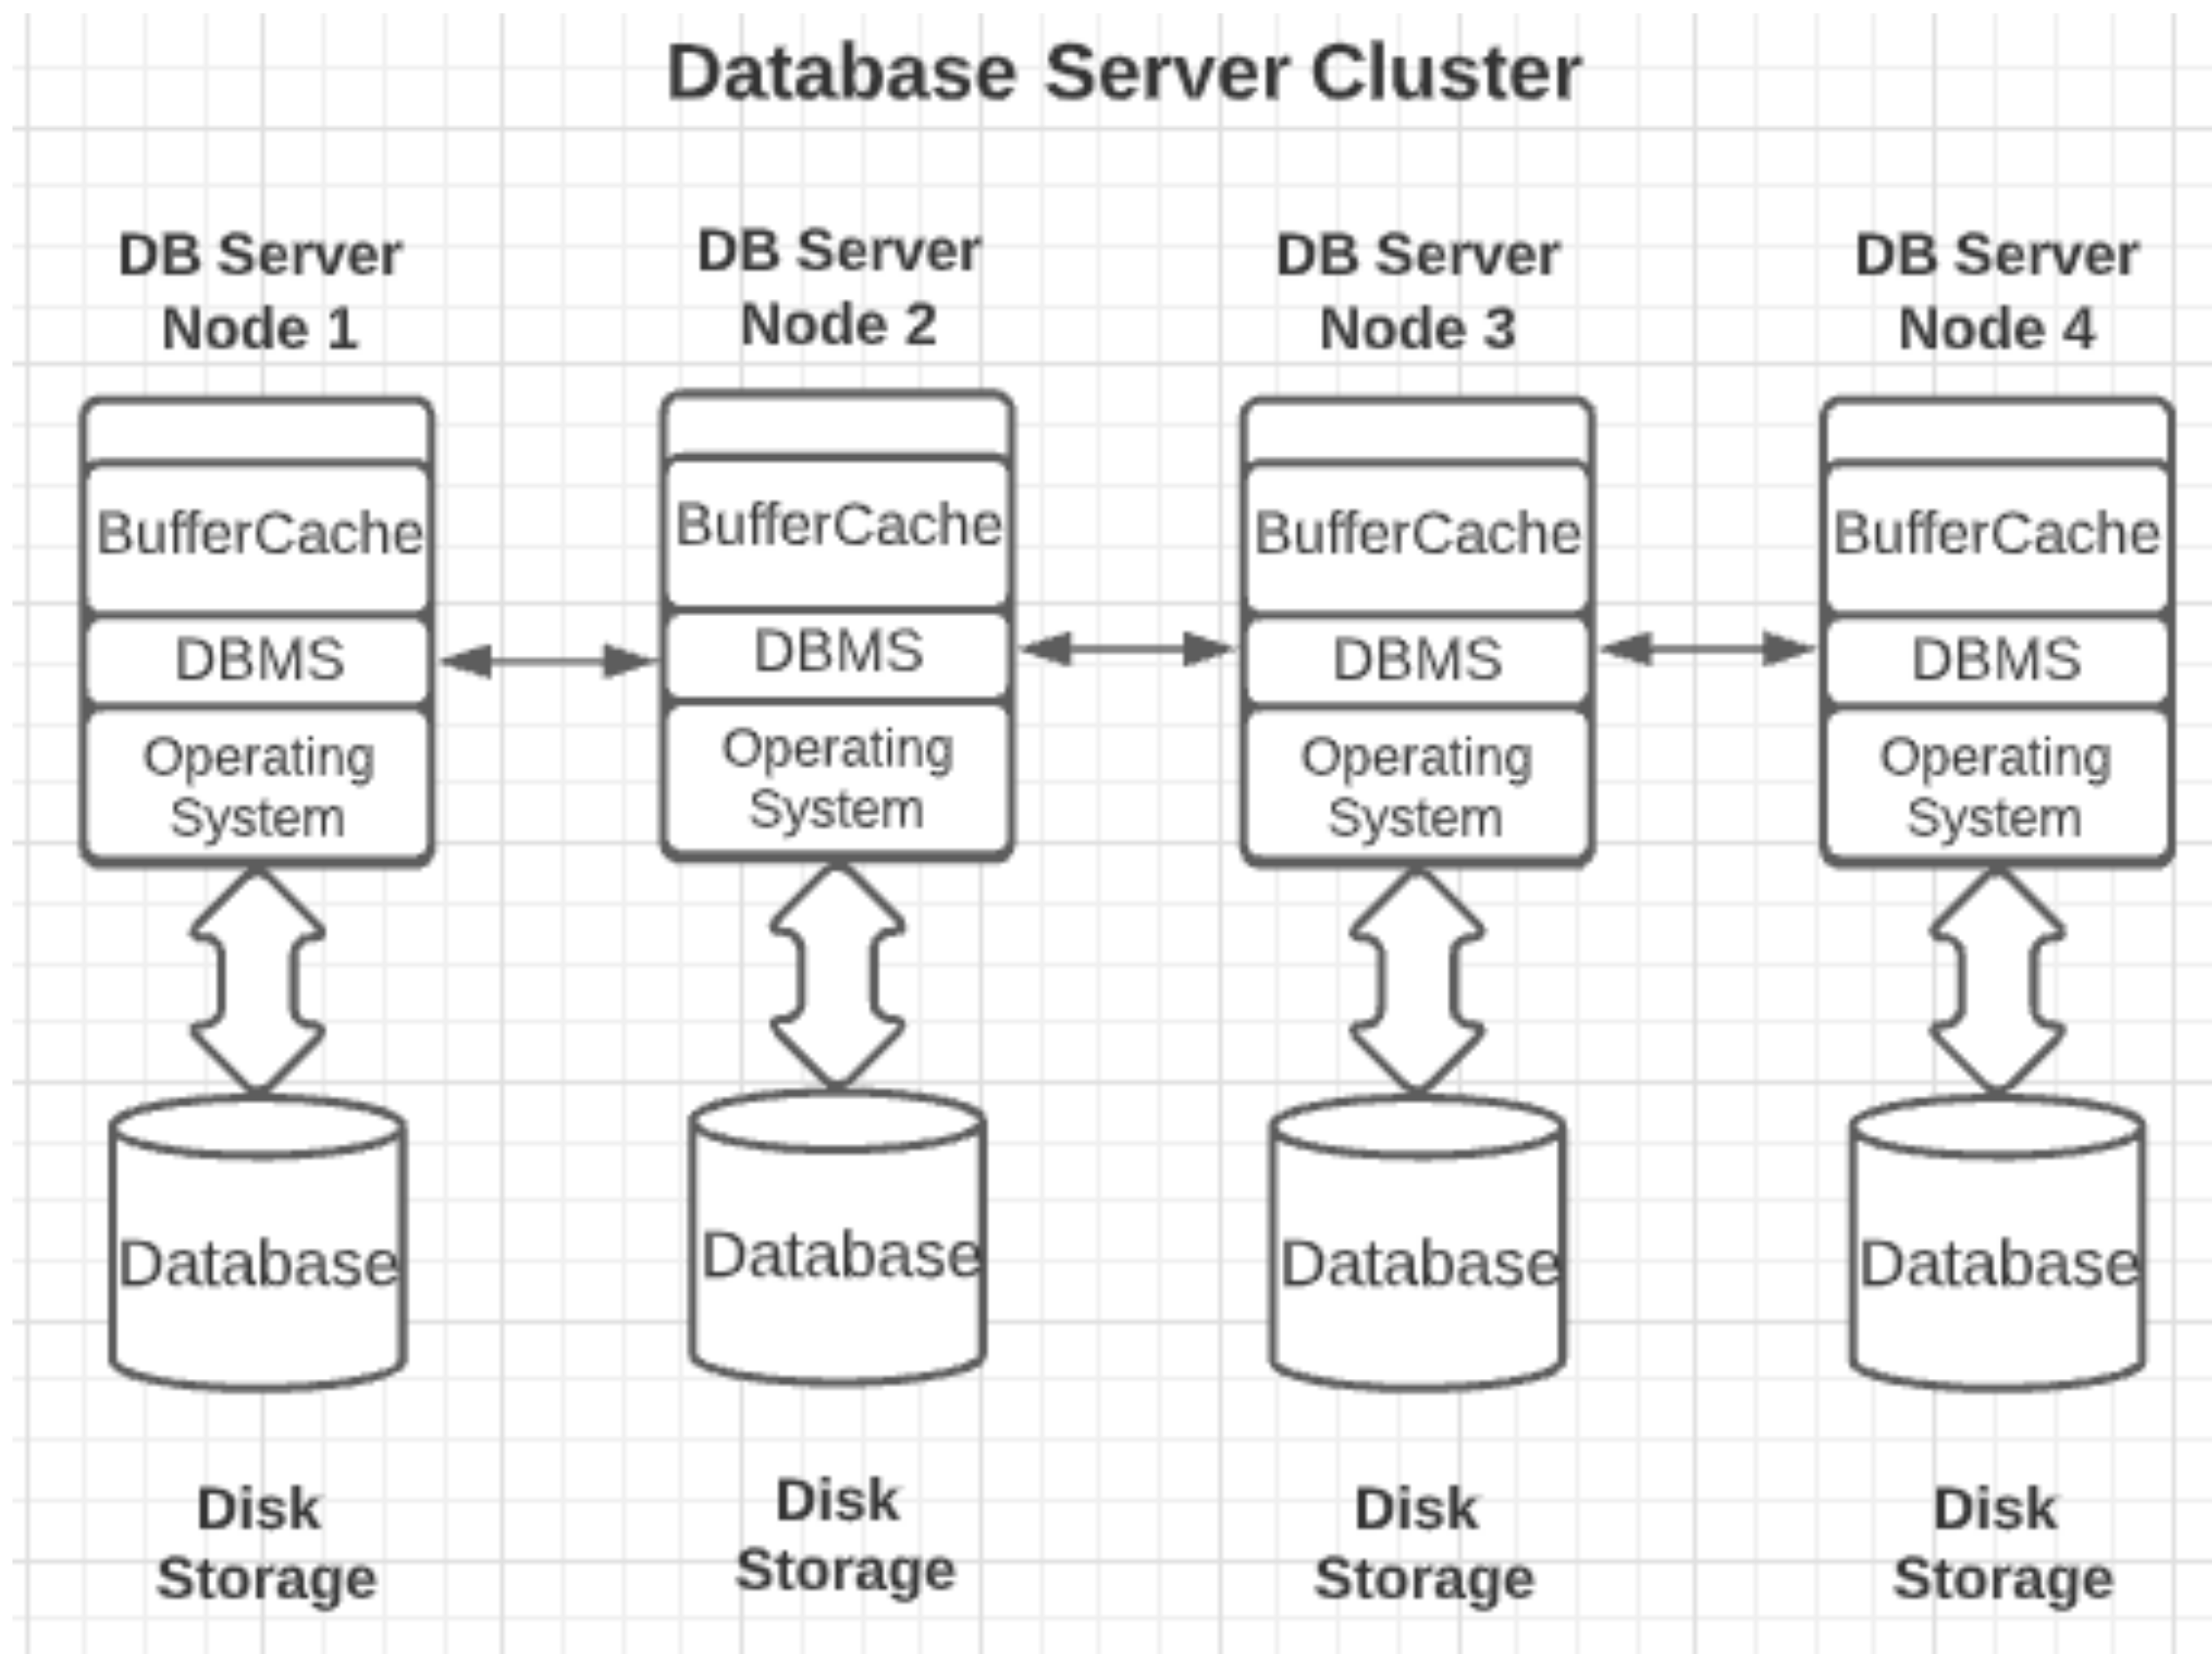 Database Server Cluster
DB Server
Node 1
DB Server
Node 2
DB Server
Node 3
DB Server
Node 4
BufferCache
DBMS
Operating
System
BufferCache
DBMS
Operating
System
BufferCache
DBMS
Operating
System
BufferCache
DBMS
Operating
System
Database
Database
Database
Database
Disk
Storage
Disk
Storage
Disk
Storage
Disk
Storage